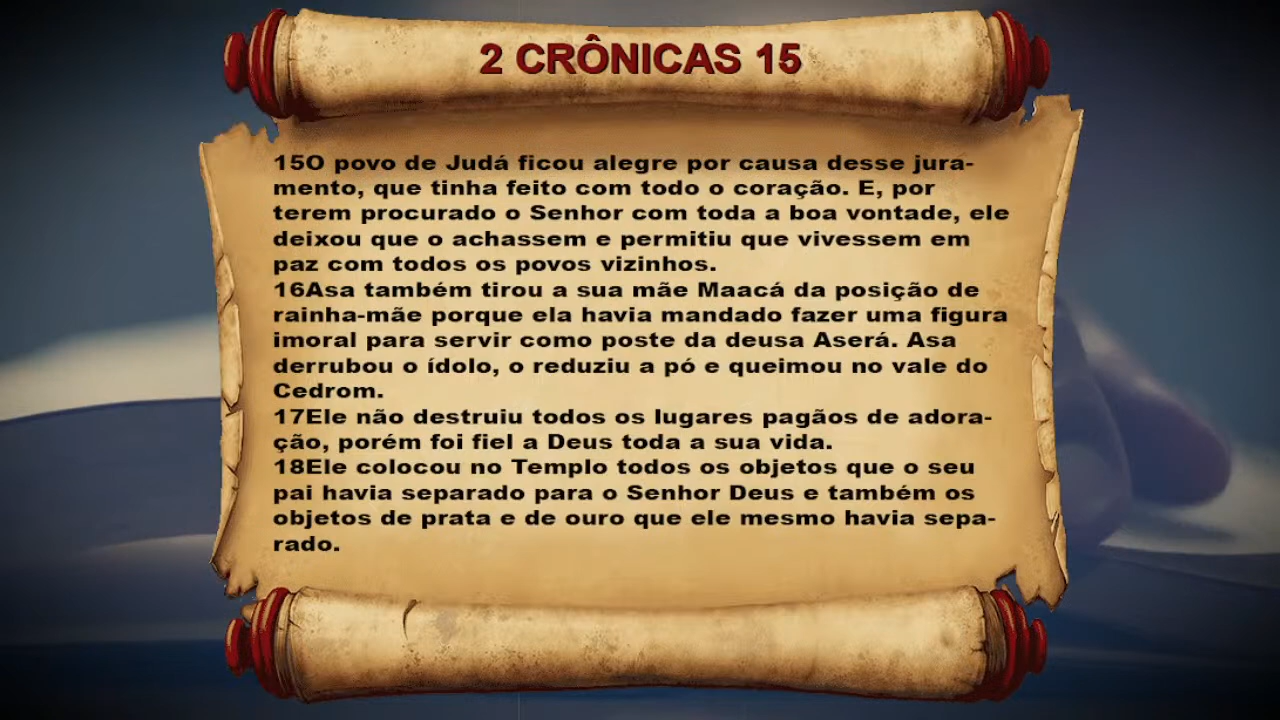 2 CRÔNICAS 15
15O povo de Judá ficou alegre por causa desse jura-
mento, que tinha feito com todo o coração. E, por
terem procurado o Senhor com toda a boa vontade, ele
deixou que o achassem e permitiu que vivessem em
paz com todos os povos vizinhos.
16Asa também tirou a sua mãe Maacá da posição de
rainha-mãe porque ela havia mandado fazer uma figura
imoral para servir como poste da deusa Aserá. Asa
derrubou o ídolo, o reduziu a pó e queimou no vale do
Cedrom.
17Ele não destruiu todos os lugares pagãos de adora-
ção, porém foi fiel a Deus toda a sua vida.
18Ele colocou no Templo todos os objetos que o seu
pai havia separado para o Senhor Deus e também os
objetos de prata e de ouro que ele mesmo havia sepa-
rado.